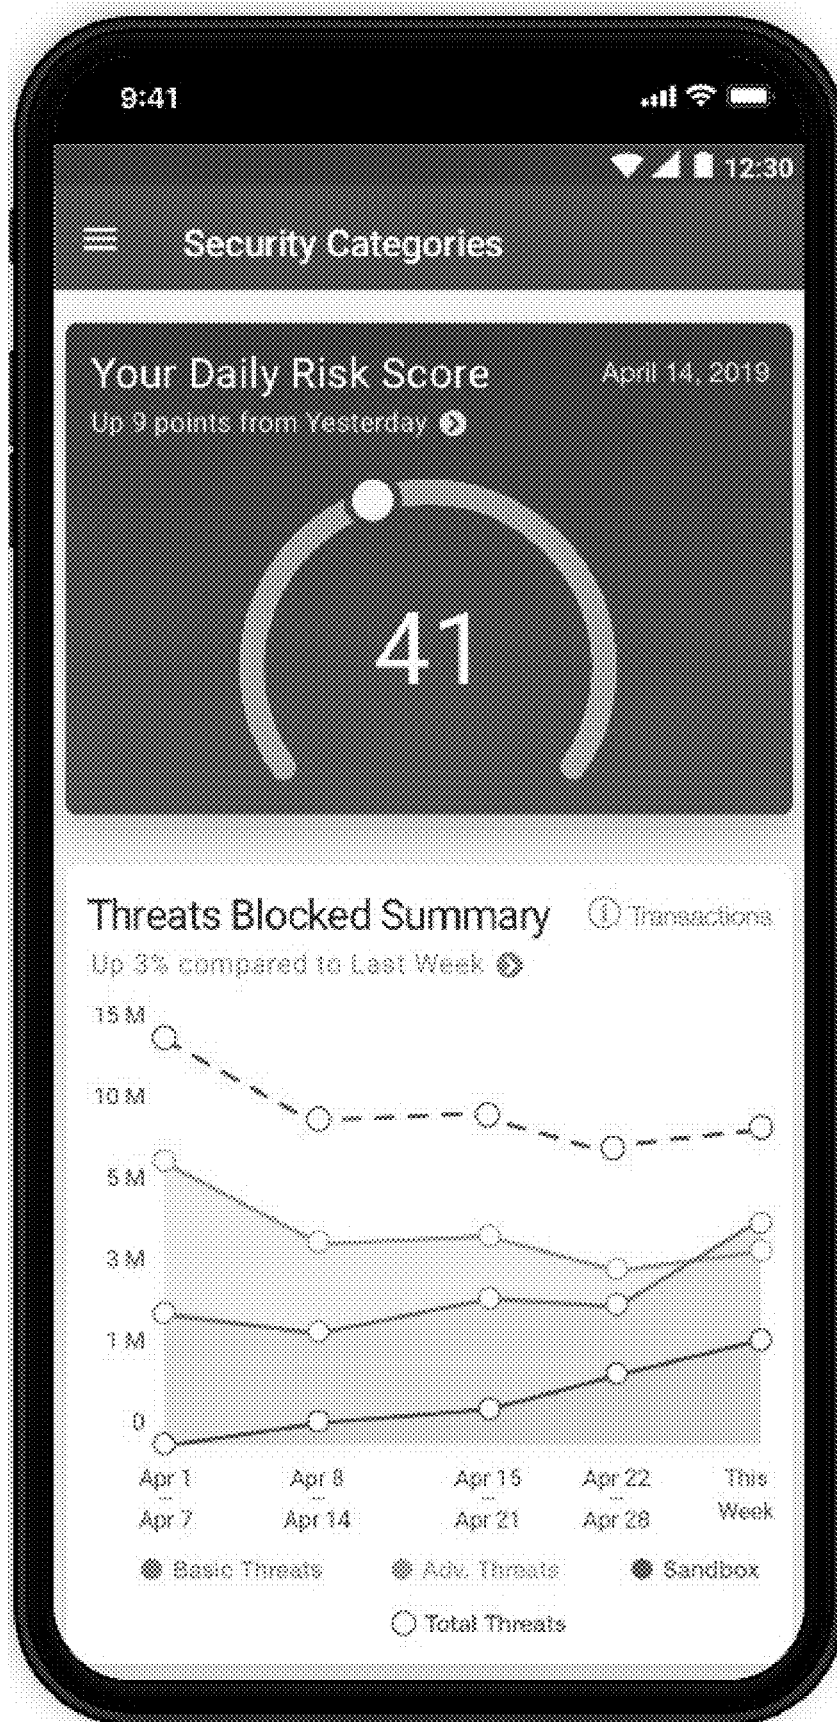 9:41
12:30
Security Categories
Your Daily Risk Score
April 14, 2019
Up 9 points from Yesterday
41
Threats Blocked Summary
Transactions
Up 3% compared to Last Week
15 M
10 M
5 M
3 M
1 M
0
Apr 1 Apr 8 Apr 15 Apr 22 This
– – – –
Apr 7 Apr 14 Apr 21 Apr 28 Week
Basic Threats Adv. Threats Sandbox
Total Threats